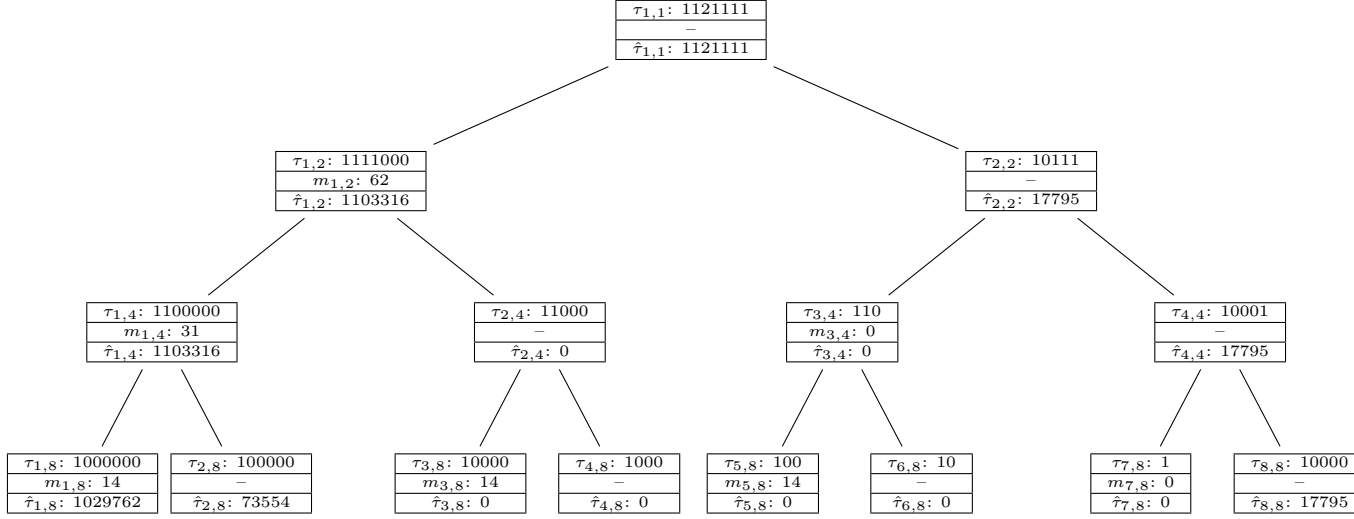 τ1,1: 1121111
–
τ̂1,1: 1121111
τ1,2: 1111000
m1,2: 62
τ̂1,2: 1103316
τ2,2: 10111
–
τ̂2,2: 17795
τ1,4: 1100000
m1,4: 31
τ̂1,4: 1103316
τ2,4: 11000
–
τ̂2,4: 0
τ3,4: 110
m3,4: 0
τ̂3,4: 0
τ4,4: 10001
–
τ̂4,4: 17795
τ1,8: 1000000
m1,8: 14
τ̂1,8: 1029762
τ2,8: 100000
–
τ̂2,8: 73554
τ3,8: 10000
m3,8: 14
τ̂3,8: 0
τ4,8: 1000
–
τ̂4,8: 0
τ5,8: 100
m5,8: 14
τ̂5,8: 0
τ6,8: 10
–
τ̂6,8: 0
τ7,8: 1
m7,8: 0
τ̂7,8: 0
τ8,8: 10000
–
τ̂8,8: 17795